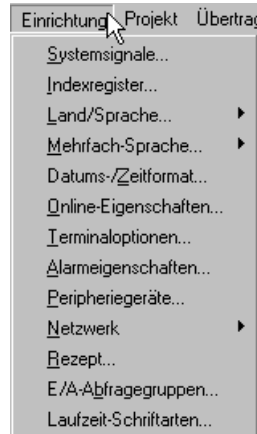 Einrichtung Projekt
Systemsignale...
Indexregister...
Land/Sprache...
Mehrfach-Sprache...
Datums-/Zeitformat...
Online-Eigenschaften...
Terminaloptionen...
Alarmeigenschaften...
Peripheriegeräte...
Netzwerk
Rezept...
E/A-Abfragegruppen...
Laufzeit-Schriftarten...